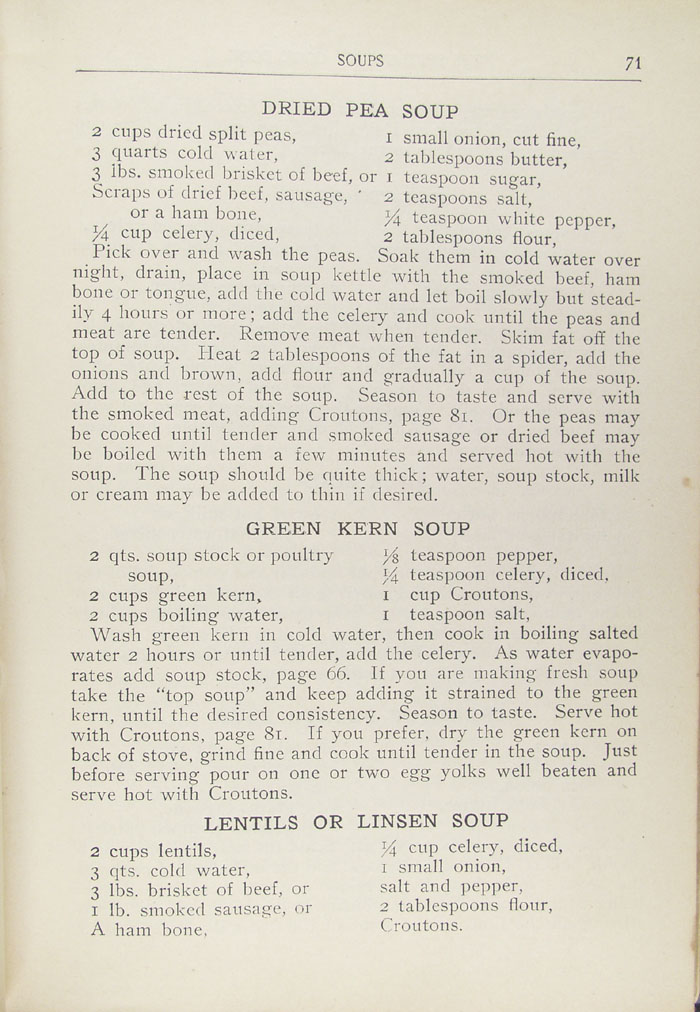 SOUPS 71
DRIED PEA SOUP
2 cups dried split peas,
3 quarts cold water,
3 lbs. smoked brisket of beef, or
Scraps of drief beef, sausage,
or a ham bone,
¼ cup celery, diced,
1 small onion, cut fine,
2 tablespoons butter,
1 teaspoon sugar,
2 teaspoons salt,
¼ teaspoon white pepper,
2 tablespoons flour,
Pick over and wash the peas. Soak them in cold water over
night, drain, place in soup kettle with the smoked beef, ham
bone or tongue, add the cold water and let boil slowly but stead-
ily 4 hours or more; add the celery and cook until the peas and
meat are tender. Remove meat when tender. Skim fat off the
top of soup. Heat 2 tablespoons of the fat in a spider, add the
onions and brown, add flour and gradually a cup of the soup.
Add to the rest of the soup. Season to taste and serve with
the smoked meat, adding Croutons, page 81. Or the peas may
be cooked until tender and smoked sausage or dried beef may
be boiled with them a few minutes and served hot with the
soup. The soup should be quite thick; water, soup stock, milk
or cream may be added to thin if desired.
GREEN KERN SOUP
2 qts. soup stock or poultry
soup,
2 cups green kern,
2 cups boiling water,
⅛ teaspoon pepper,
¼ teaspoon celery, diced,
1 cup Croutons,
1 teaspoon salt,
Wash green kern in cold water, then cook in boiling salted
water 2 hours or until tender, add the celery. As water evapo-
rates add soup stock, page 66. If you are making fresh soup
take the "top soup" and keep adding it strained to the green
kern, until the desired consistency. Season to taste. Serve hot
with Croutons, page 81. If you prefer, dry the green kern on
back of stove, grind fine and cook until tender in the soup. Just
before serving pour on one or two egg yolks well beaten and
serve hot with Croutons.
LENTILS OR LINSEN SOUP
2 cups lentils,
3 qts. cold water,
3 lbs. brisket of beef, or
1 lb. smoked sausage, or
A ham bone,
¼ cup celery, diced,
1 small onion,
salt and pepper,
2 tablespoons flour,
Croutons.